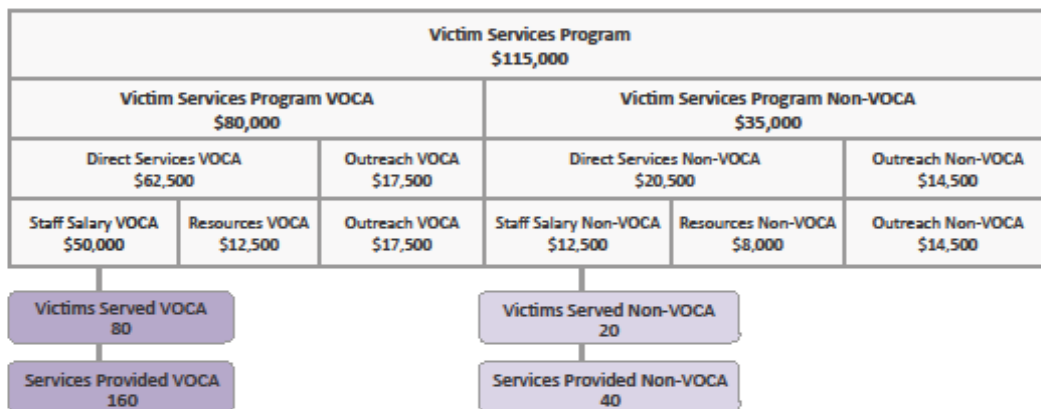 Victim Services Program
$115,000
Victim Services Program VOCA
$80,000
Victim Services Program Non-VOCA
$35,000
Direct Services VOCA
$62,500
Outreach VOCA
$17,500
Direct Services Non-VOCA
$20,500
Outreach Non-VOCA
$14,500
Staff Salary VOCA
$50,000
Resources VOCA
$12,500
Outreach VOCA
$17,500
Staff Salary Non-VOCA
$12,500
Resources Non-VOCA
$8,000
Outreach Non-VOCA
$14,500
Victims Served VOCA
80
Victims Served Non-VOCA
20
Services Provided VOCA
160
Services Provided Non-VOCA
40